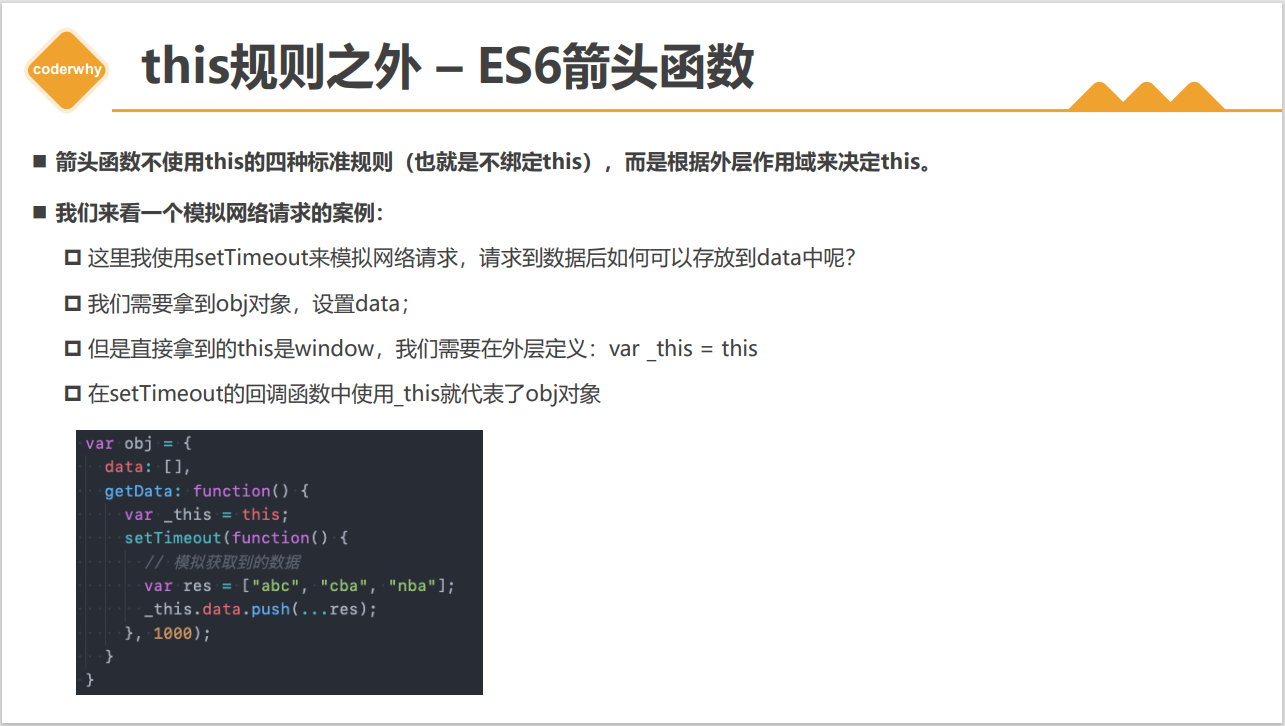 coderwhy
this规则之外 – ES6箭头函数
箭头函数不使用this的四种标准规则（也就是不绑定this），而是根据外层作用域来决定this。
我们来看一个模拟网络请求的案例：
这里我使用setTimeout来模拟网络请求，请求到数据后如何可以存放到data中呢？
我们需要拿到obj对象，设置data；
但是直接拿到的this是window，我们需要在外层定义：var _this = this
在setTimeout的回调函数中使用_this就代表了obj对象
var obj = {
  data: [],
  getData: function() {
    var _this = this;
    setTimeout(function() {
      // 模拟获取到的数据
      var res = ["abc", "cba", "nba"];
      _this.data.push(...res);
    }, 1000);
  }
}